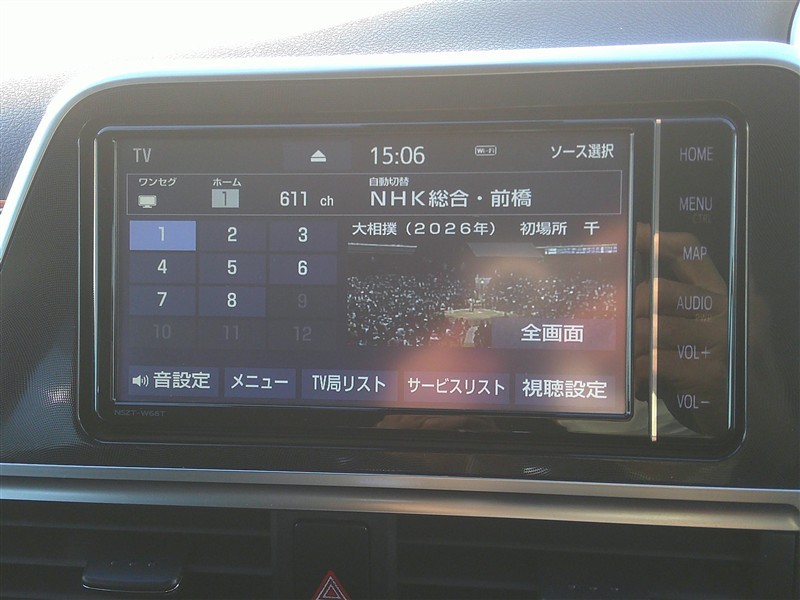 TV
15:06
Wi-Fi
ソース選択
ワンセグ
ホーム
1
611 ch
自動切替
NHK総合・前橋
大相撲（2026年） 初場所 千
1 2 3
4 5 6
7 8 9
10 11 12
全画面
音設定
メニュー
TV局リスト
サービスリスト
視聴設定
NSZT-W68T
HOME
MENU
MAP
AUDIO
VOL+
VOL-